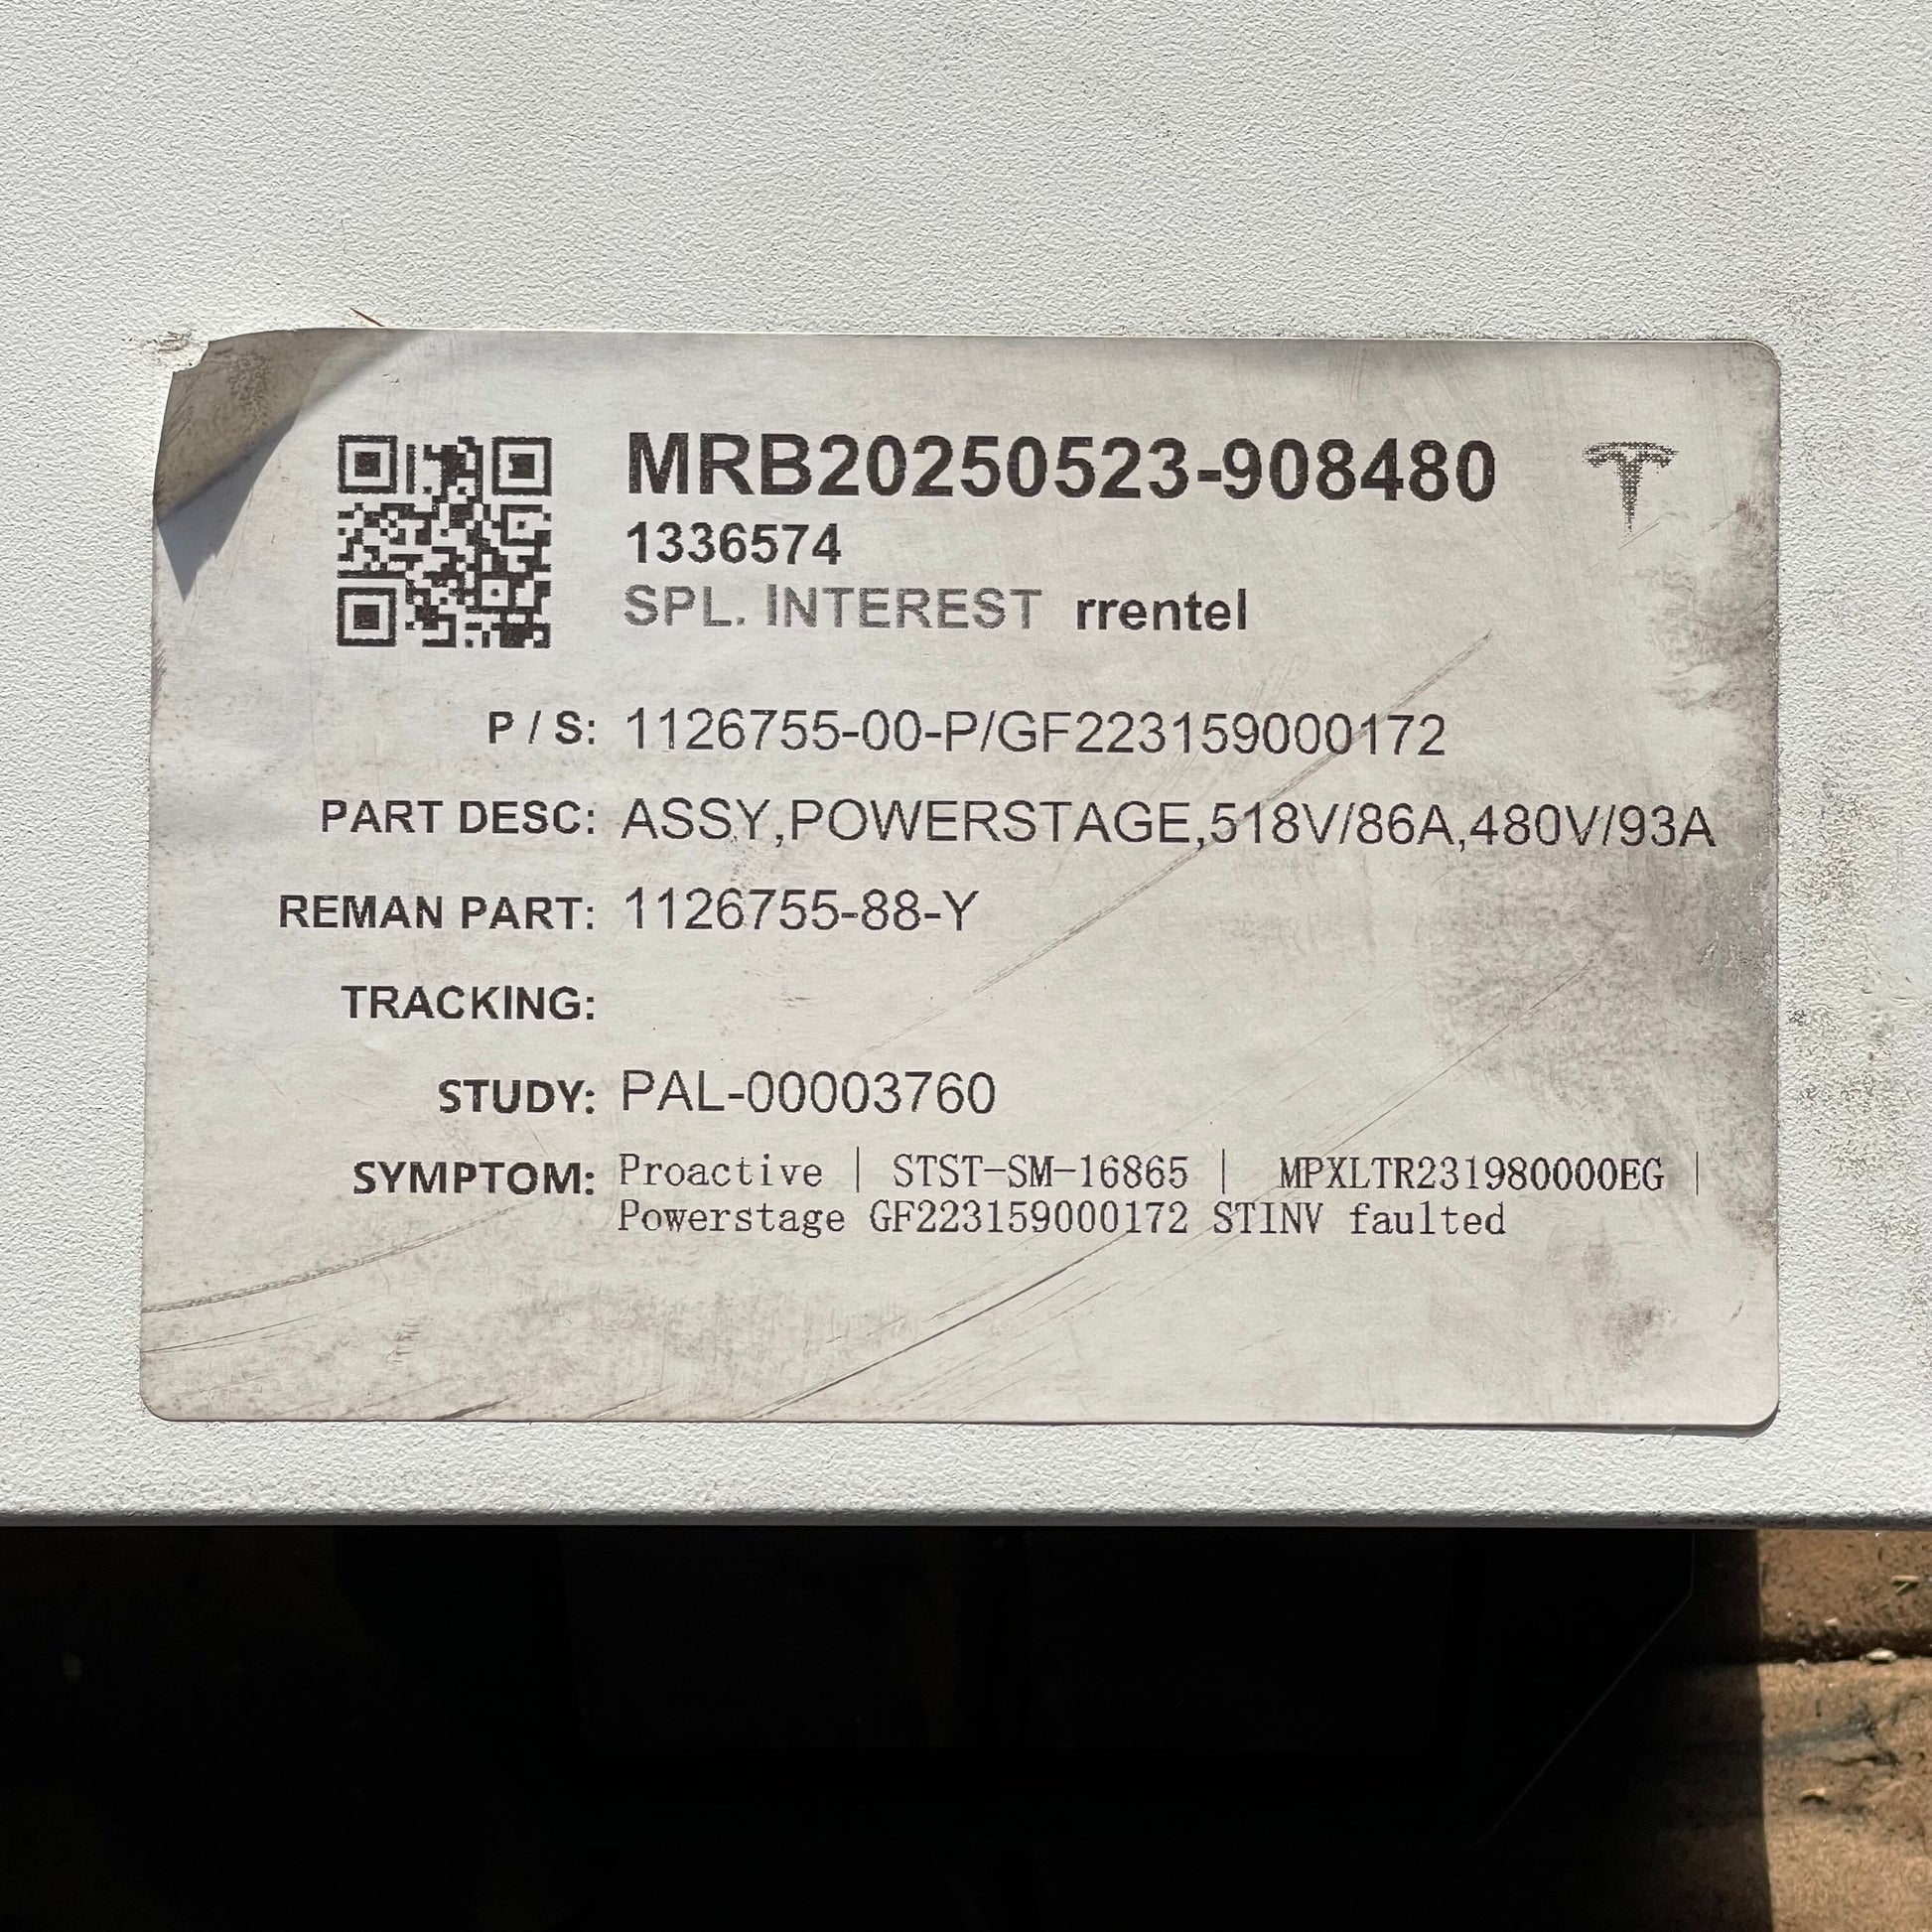 MRB20250523-908480
1336574
SPL. INTEREST rrentel
P / S: 1126755-00-P/GF223159000172
PART DESC: ASSY,POWERSTAGE,518V/86A,480V/93A
REMAN PART: 1126755-88-Y
TRACKING:
STUDY: PAL-00003760
SYMPTOM: Proactive | STST-SM-16865 | MPXLTR231980000EG |
Powerstage GF223159000172 STINV faulted